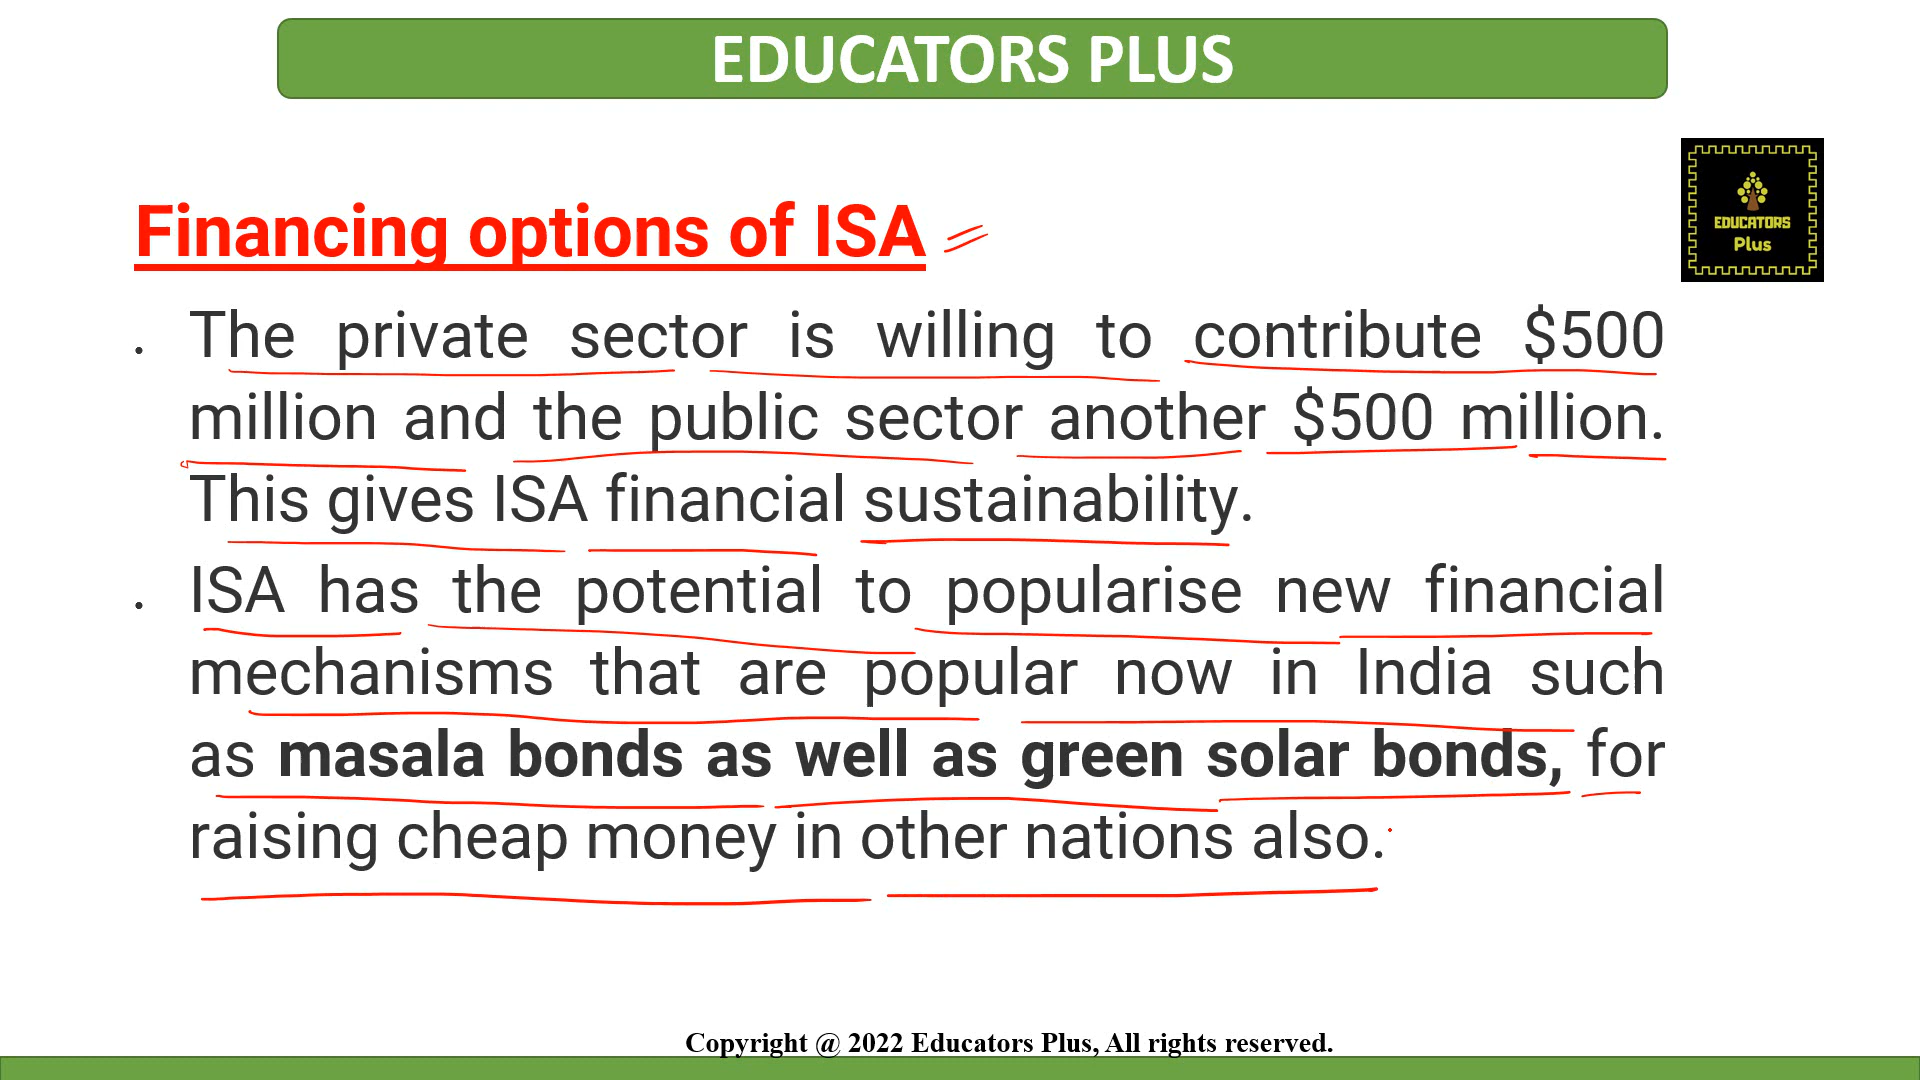 EDUCATORS PLUS
EDUCATORS
Plus
Financing options of ISA
. The private sector is willing to contribute $500
million and the public sector another $500 million.
This gives ISA financial sustainability.
. ISA has the potential to popularise new financial
mechanisms that are popular now in India such
as masala bonds as well as green solar bonds, for
raising cheap money in other nations also.
Copyright @ 2022 Educators Plus, All rights reserved.